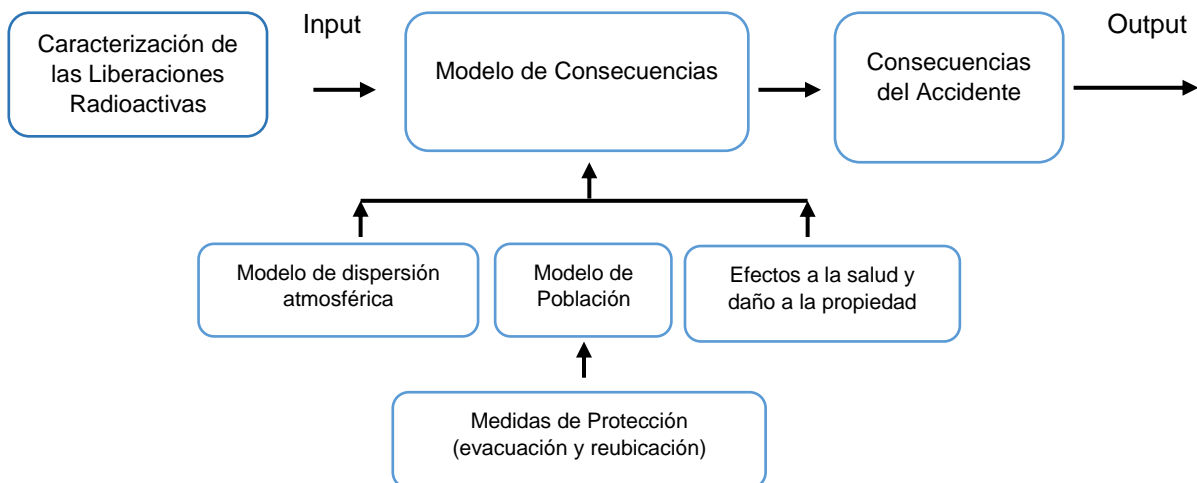 Caracterización de
las Liberaciones
Radioactivas
Input
Modelo de Consecuencias
Consecuencias
del Accidente
Output
Modelo de dispersión
atmosférica
Modelo de
Población
Efectos a la salud y
daño a la propiedad
Medidas de Protección
(evacuación y reubicación)